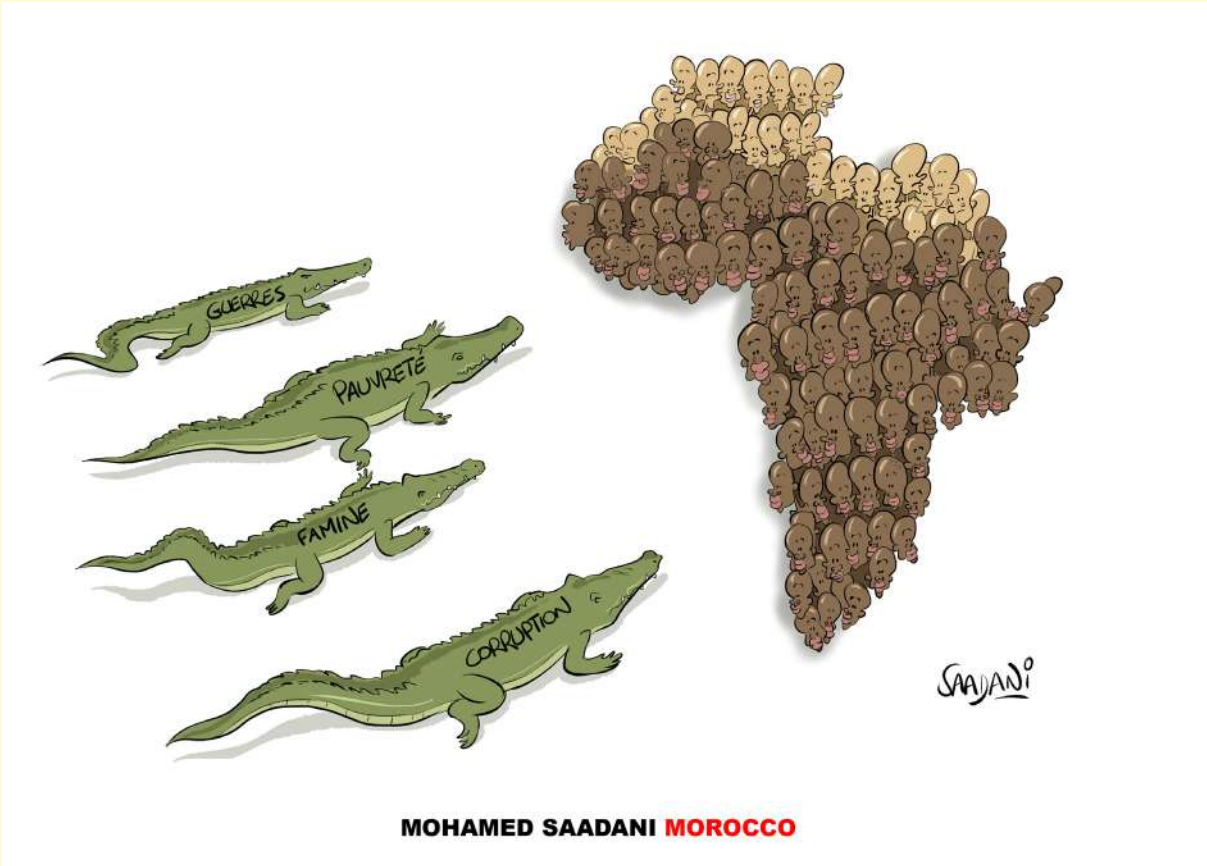 GUERRES
PAUVRETÉ
FAMINE
CORRUPTION
SAADANi
MOHAMED SAADANI MOROCCO